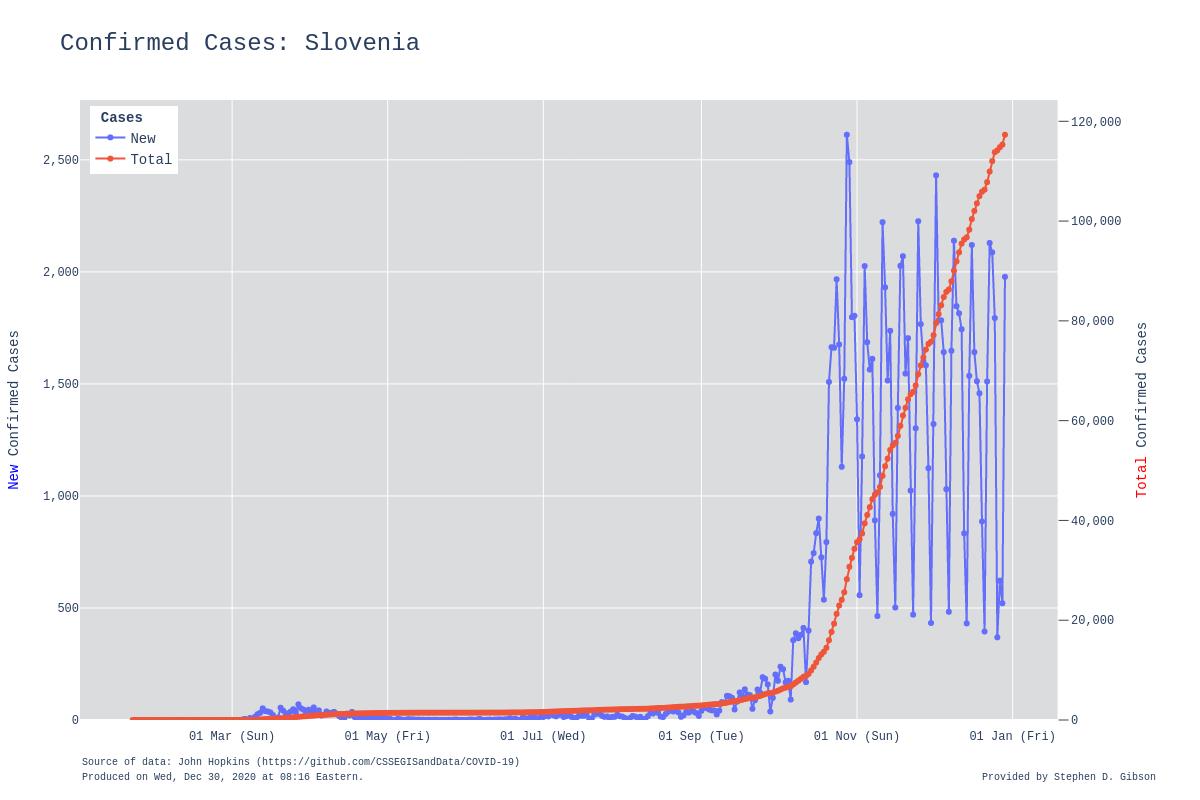 Confirmed Cases: Slovenia
Cases
New
Total
2,500
2,000
1,500
1,000
500
0
New Confirmed Cases
120,000
100,000
80,000
60,000
40,000
20,000
0
Total Confirmed Cases
01 Mar (Sun)
01 May (Fri)
01 Jul (Wed)
01 Sep (Tue)
01 Nov (Sun)
01 Jan (Fri)
Source of data: John Hopkins (https://github.com/CSSEGISandData/COVID-19)
Produced on Wed, Dec 30, 2020 at 08:16 Eastern.
Provided by Stephen D. Gibson